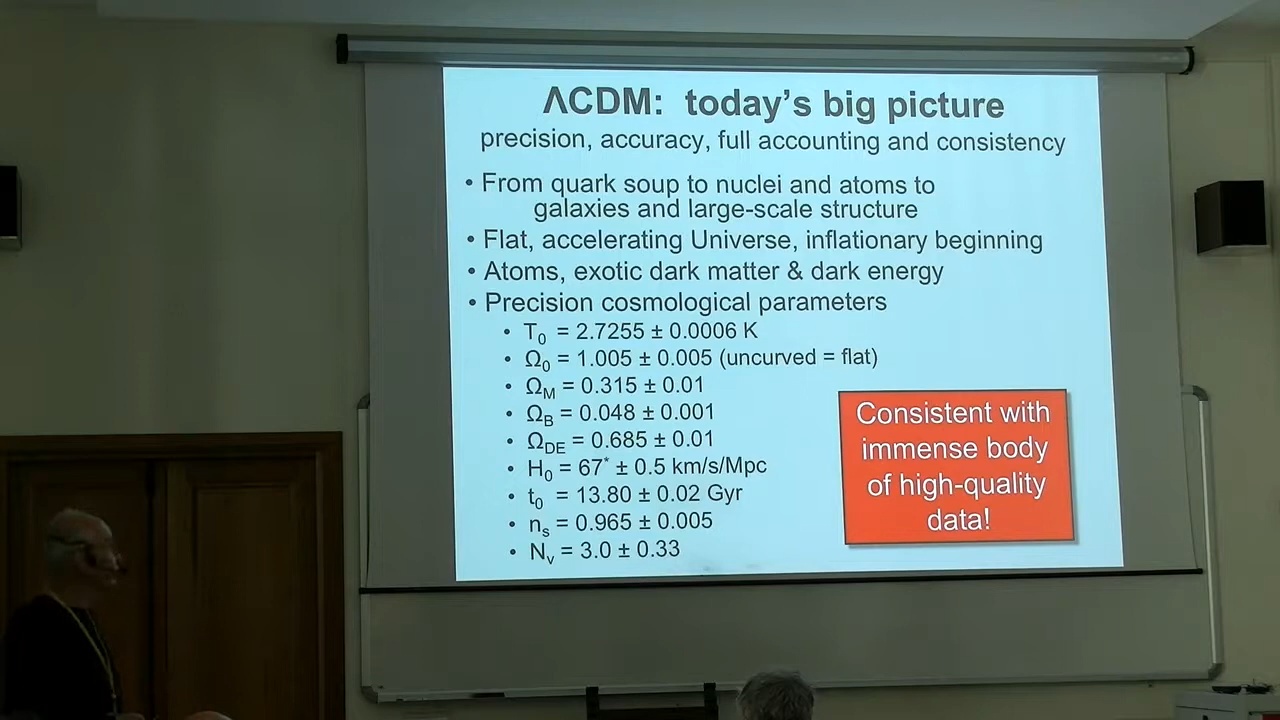 ΛCDM: today's big picture
precision, accuracy, full accounting and consistency
• From quark soup to nuclei and atoms to
galaxies and large-scale structure
• Flat, accelerating Universe, inflationary beginning
• Atoms, exotic dark matter & dark energy
• Precision cosmological parameters
• T₀ = 2.7255 ± 0.0006 K
• Ω₀ = 1.005 ± 0.005 (uncurved = flat)
• Ω_M = 0.315 ± 0.01
• Ω_B = 0.048 ± 0.001
• Ω_DE = 0.685 ± 0.01
• H₀ = 67* ± 0.5 km/s/Mpc
• t₀ = 13.80 ± 0.02 Gyr
• n_s = 0.965 ± 0.005
• N_ν = 3.0 ± 0.33
Consistent with
immense body
of high-quality
data!